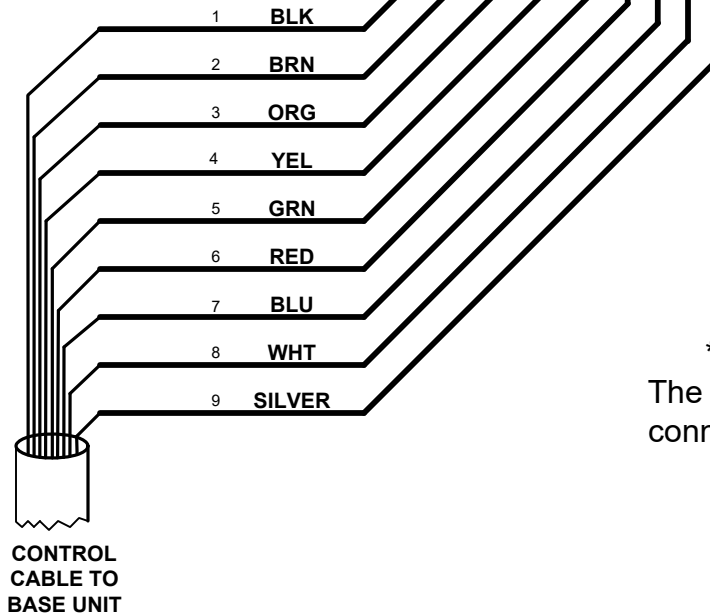 1 BLK
2 BRN
3 ORG
4 YEL
5 GRN
6 RED
7 BLU
8 WHT
9 SILVER
*
The
CONTROL
CABLE TO
BASE UNIT